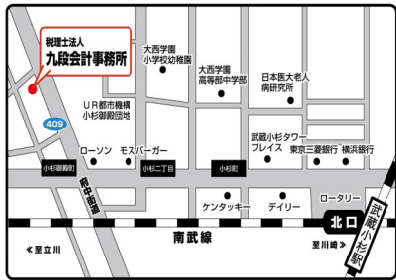 税理士法人
九段会計事務所
大西学園
小学校幼稚園
大西学園
高等部中学部
日本医大老人
病研究所
UR都市機構
小杉御殿団地
409
ローソン
モスバーガー
武蔵小杉タワー
プレイス
東京三菱銀行
横浜銀行
小杉御殿町
小杉二丁目
小杉町
府中街道
ケンタッキー
デイリー
ロータリー
北口
武蔵小杉駅
南武線
≪至立川
至川崎≫